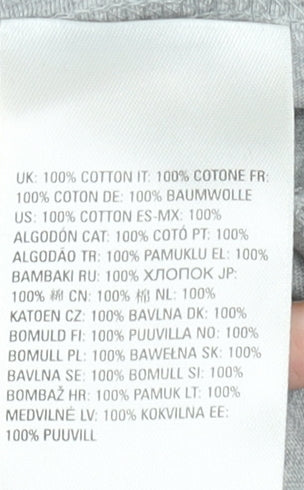 UK: 100% COTTON IT: 100% COTONE FR:
100% COTON DE: 100% BAUMWOLLE
US: 100% COTTON ES-MX: 100%
ALGODÓN CAT: 100% COTÓ PT: 100%
ALGODÃO TR: 100% PAMUKLU EL: 100%
BAMBAKI RU: 100% ХЛОПОК JP:
100% 綿 CN: 100% 棉 NL: 100%
KATOEN CZ: 100% BAVLNA DK: 100%
BOMULD FI: 100% PUUVILLA NO: 100%
BOMULL PL: 100% BAWEŁNA SK: 100%
BAVLNA SE: 100% BOMULL SI: 100%
BOMBAŽ HR: 100% PAMUK LT: 100%
MEDVILNĖ LV: 100% KOKVILNA EE:
100% PUUVILL